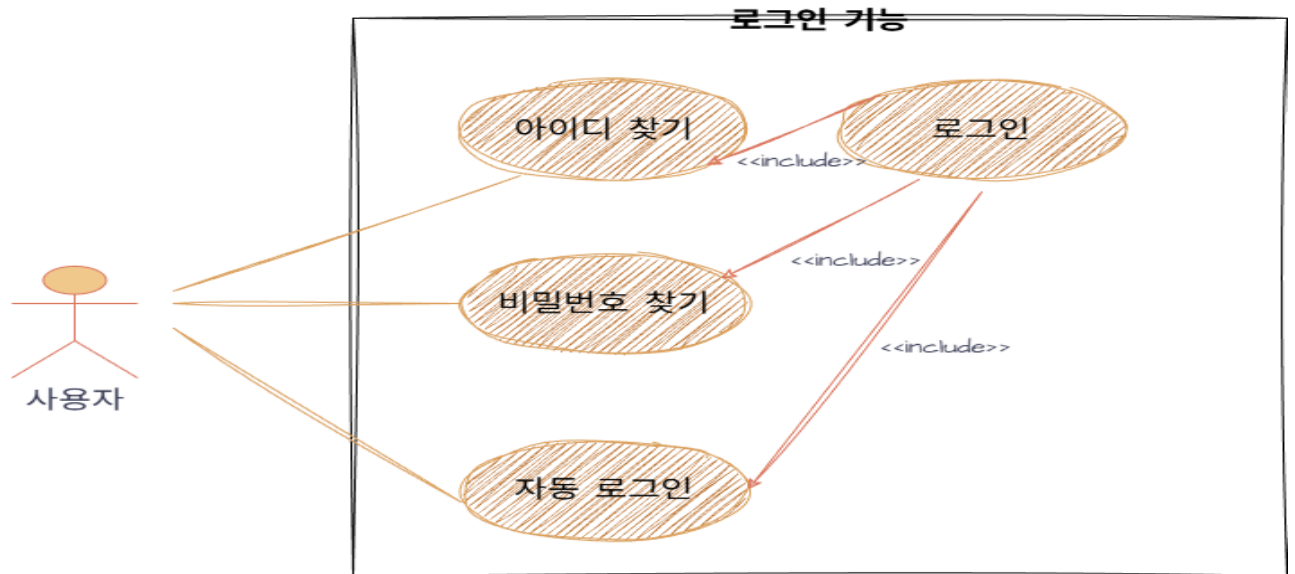 로그인 기능
아이디 찾기
로그인
<<include>>
<<include>>
비밀번호 찾기
<<include>>
사용자
자동 로그인